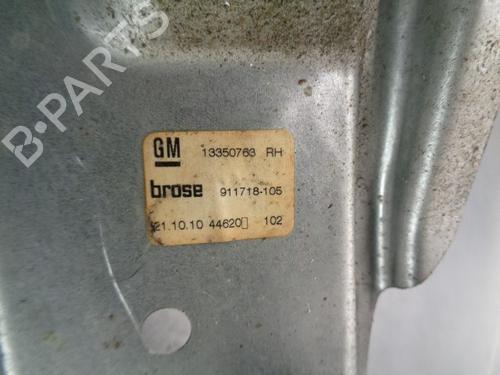 B-PARTS
GM 13350763 RH
brose 911718-105
21.10.10 44620▯ 102